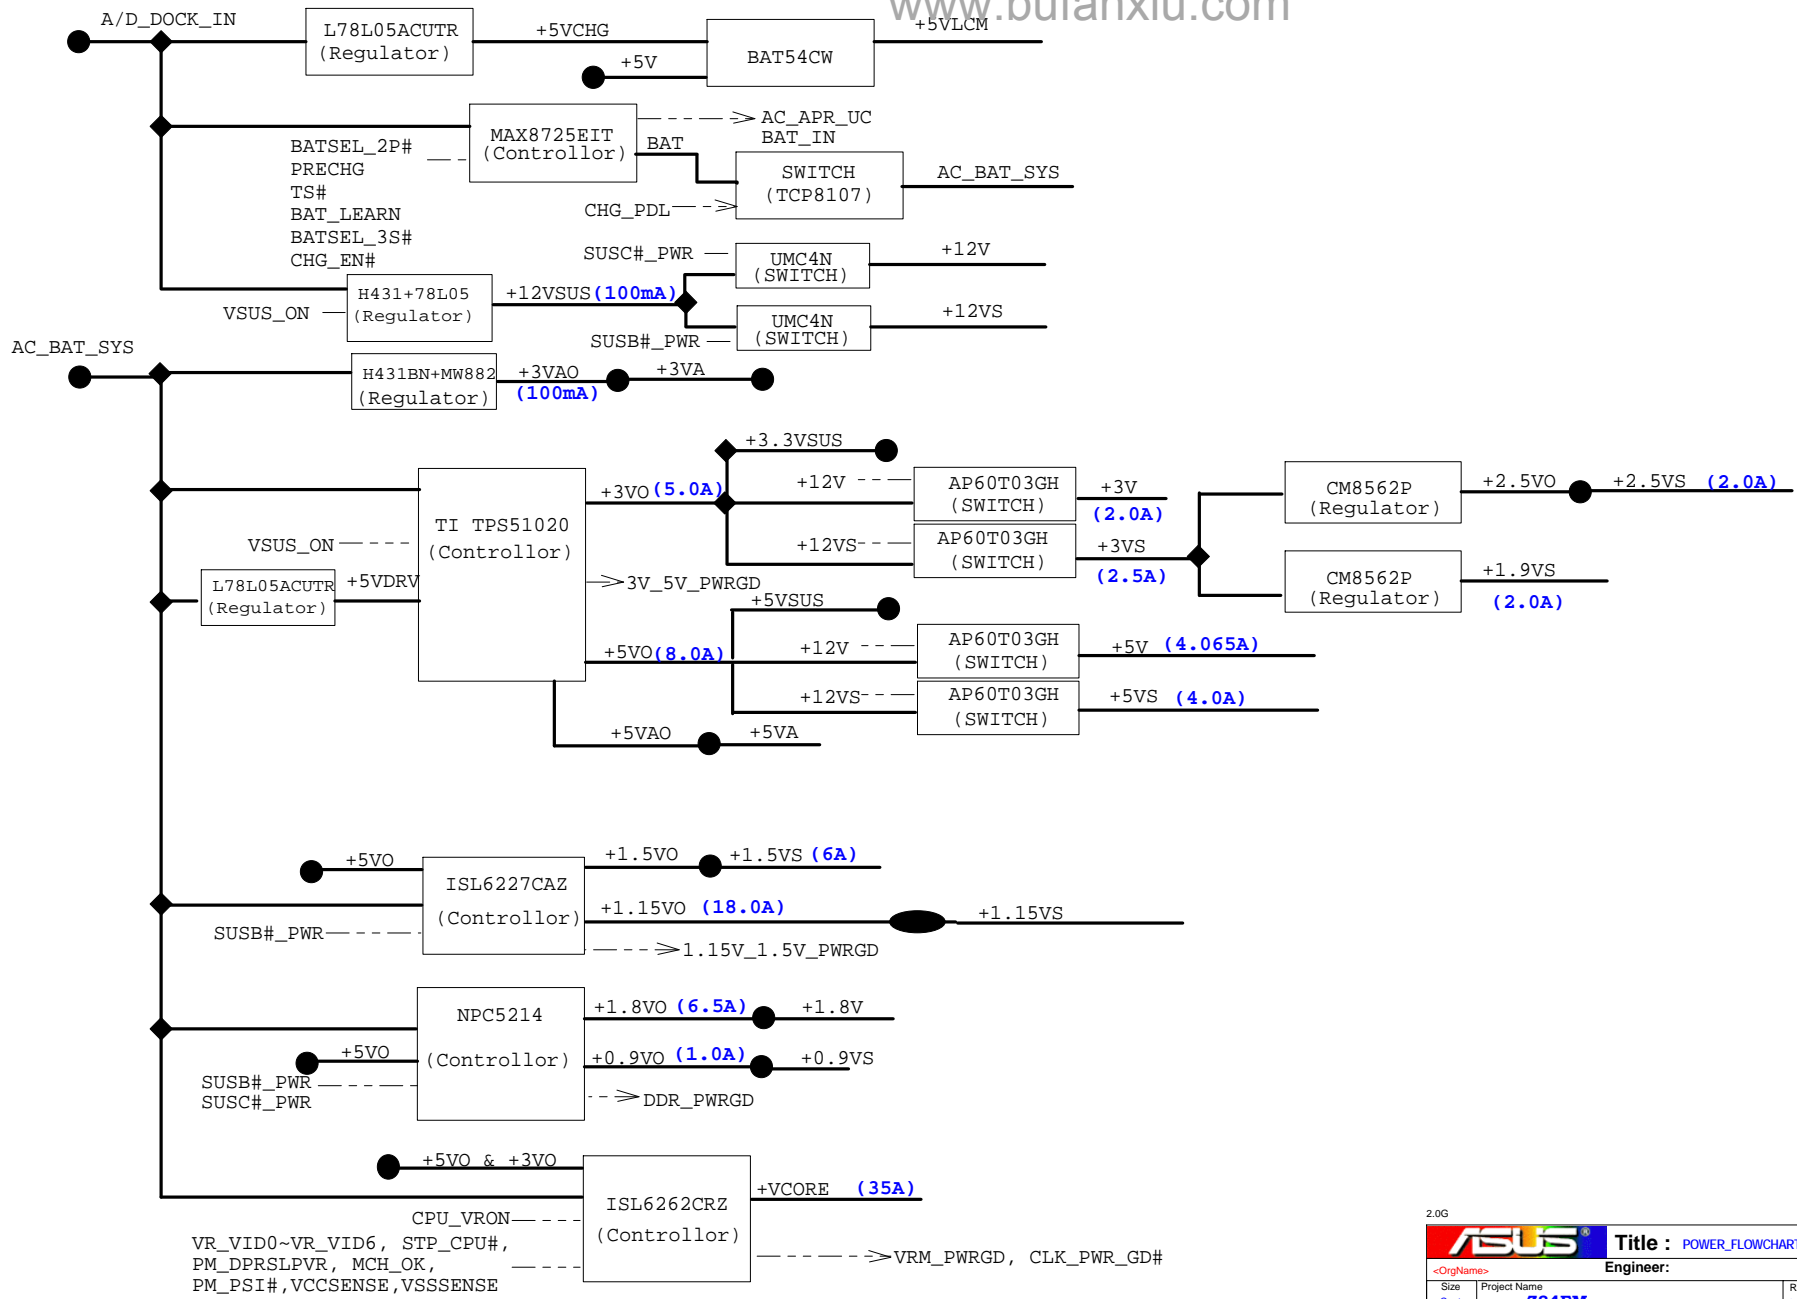 www.bufanxiu.com
A/D_DOCK_IN
L78L05ACUTR
(Regulator)
+5VCHG
+5V
BAT54CW
+5VLCM
MAX8725EIT
(Controllor)
BATSEL_2P#
PRECHG
TS#
BAT_LEARN
BATSEL_3S#
CHG_EN#
AC_APR_UC
BAT_IN
BAT
SWITCH
(TCP8107)
AC_BAT_SYS
CHG_PDL
SUSC#_PWR
UMC4N
(SWITCH)
+12V
H431+78L05
(Regulator)
VSUS_ON
+12VSUS (100mA)
UMC4N
(SWITCH)
+12VS
SUSB#_PWR
AC_BAT_SYS
H431BN+MW882
(Regulator)
+3VAO
(100mA)
+3VA
TI TPS51020
(Controllor)
VSUS_ON
L78L05ACUTR
(Regulator)
+5VDRV
+3VO (5.0A)
+3.3VSUS
+12V
AP60T03GH
(SWITCH)
+3V
(2.0A)
+12VS
AP60T03GH
(SWITCH)
+3VS
(2.5A)
CM8562P
(Regulator)
+2.5VO
+2.5VS (2.0A)
CM8562P
(Regulator)
+1.9VS
(2.0A)
3V_5V_PWRGD
+5VSUS
+5VO (8.0A)
+12V
AP60T03GH
(SWITCH)
+5V (4.065A)
+12VS
AP60T03GH
(SWITCH)
+5VS (4.0A)
+5VAO
+5VA
+5VO
ISL6227CAZ
(Controllor)
SUSB#_PWR
+1.5VO
+1.5VS (6A)
+1.15VO (18.0A)
+1.15VS
1.15V_1.5V_PWRGD
NPC5214
(Controllor)
+5VO
SUSB#_PWR
SUSC#_PWR
+1.8VO (6.5A)
+1.8V
+0.9VO (1.0A)
+0.9VS
DDR_PWRGD
+5VO & +3VO
ISL6262CRZ
(Controllor)
CPU_VRON
VR_VID0~VR_VID6, STP_CPU#,
PM_DPRSLPVR, MCH_OK,
PM_PSI#,VCCSENSE,VSSSENSE
+VCORE (35A)
VRM_PWRGD, CLK_PWR_GD#
2.0G
ASUS®
Title : POWER_FLOWCHART
<OrgName>
Engineer:
Size
Project Name
R